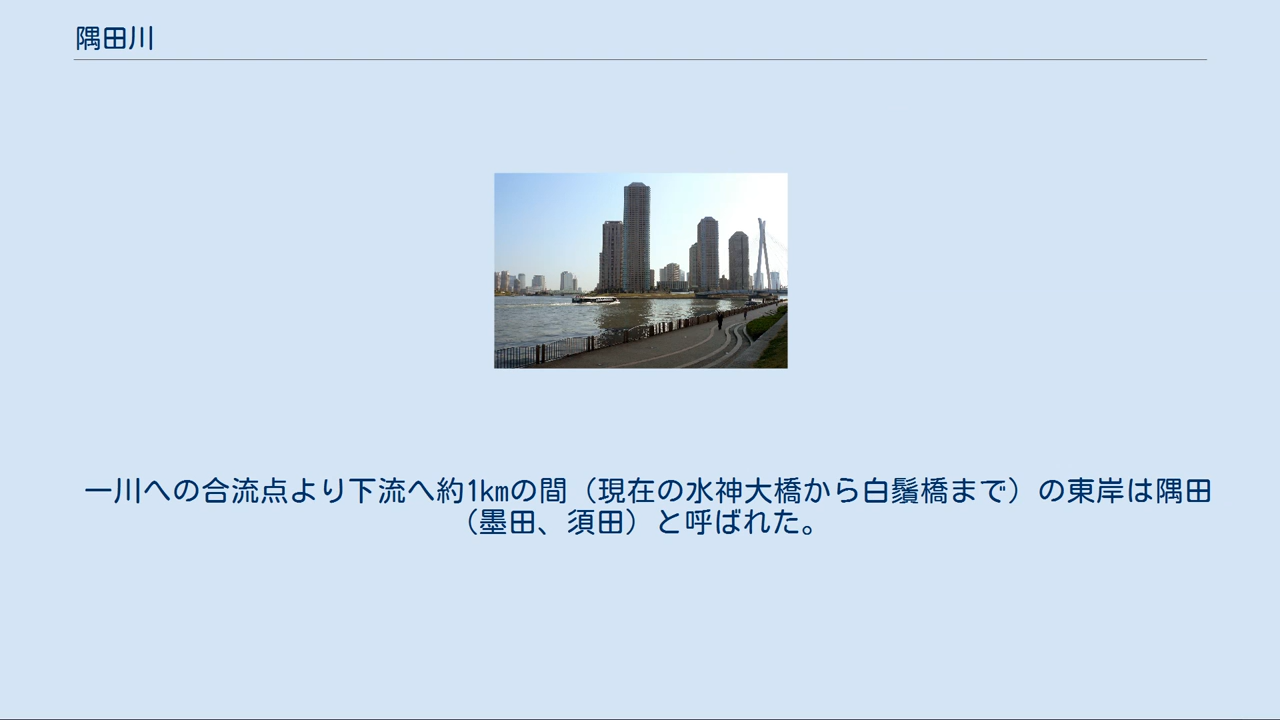 隅田川
一川への合流点より下流へ約1kmの間（現在の水神大橋から白鬚橋まで）の東岸は隅田
（墨田、須田）と呼ばれた。